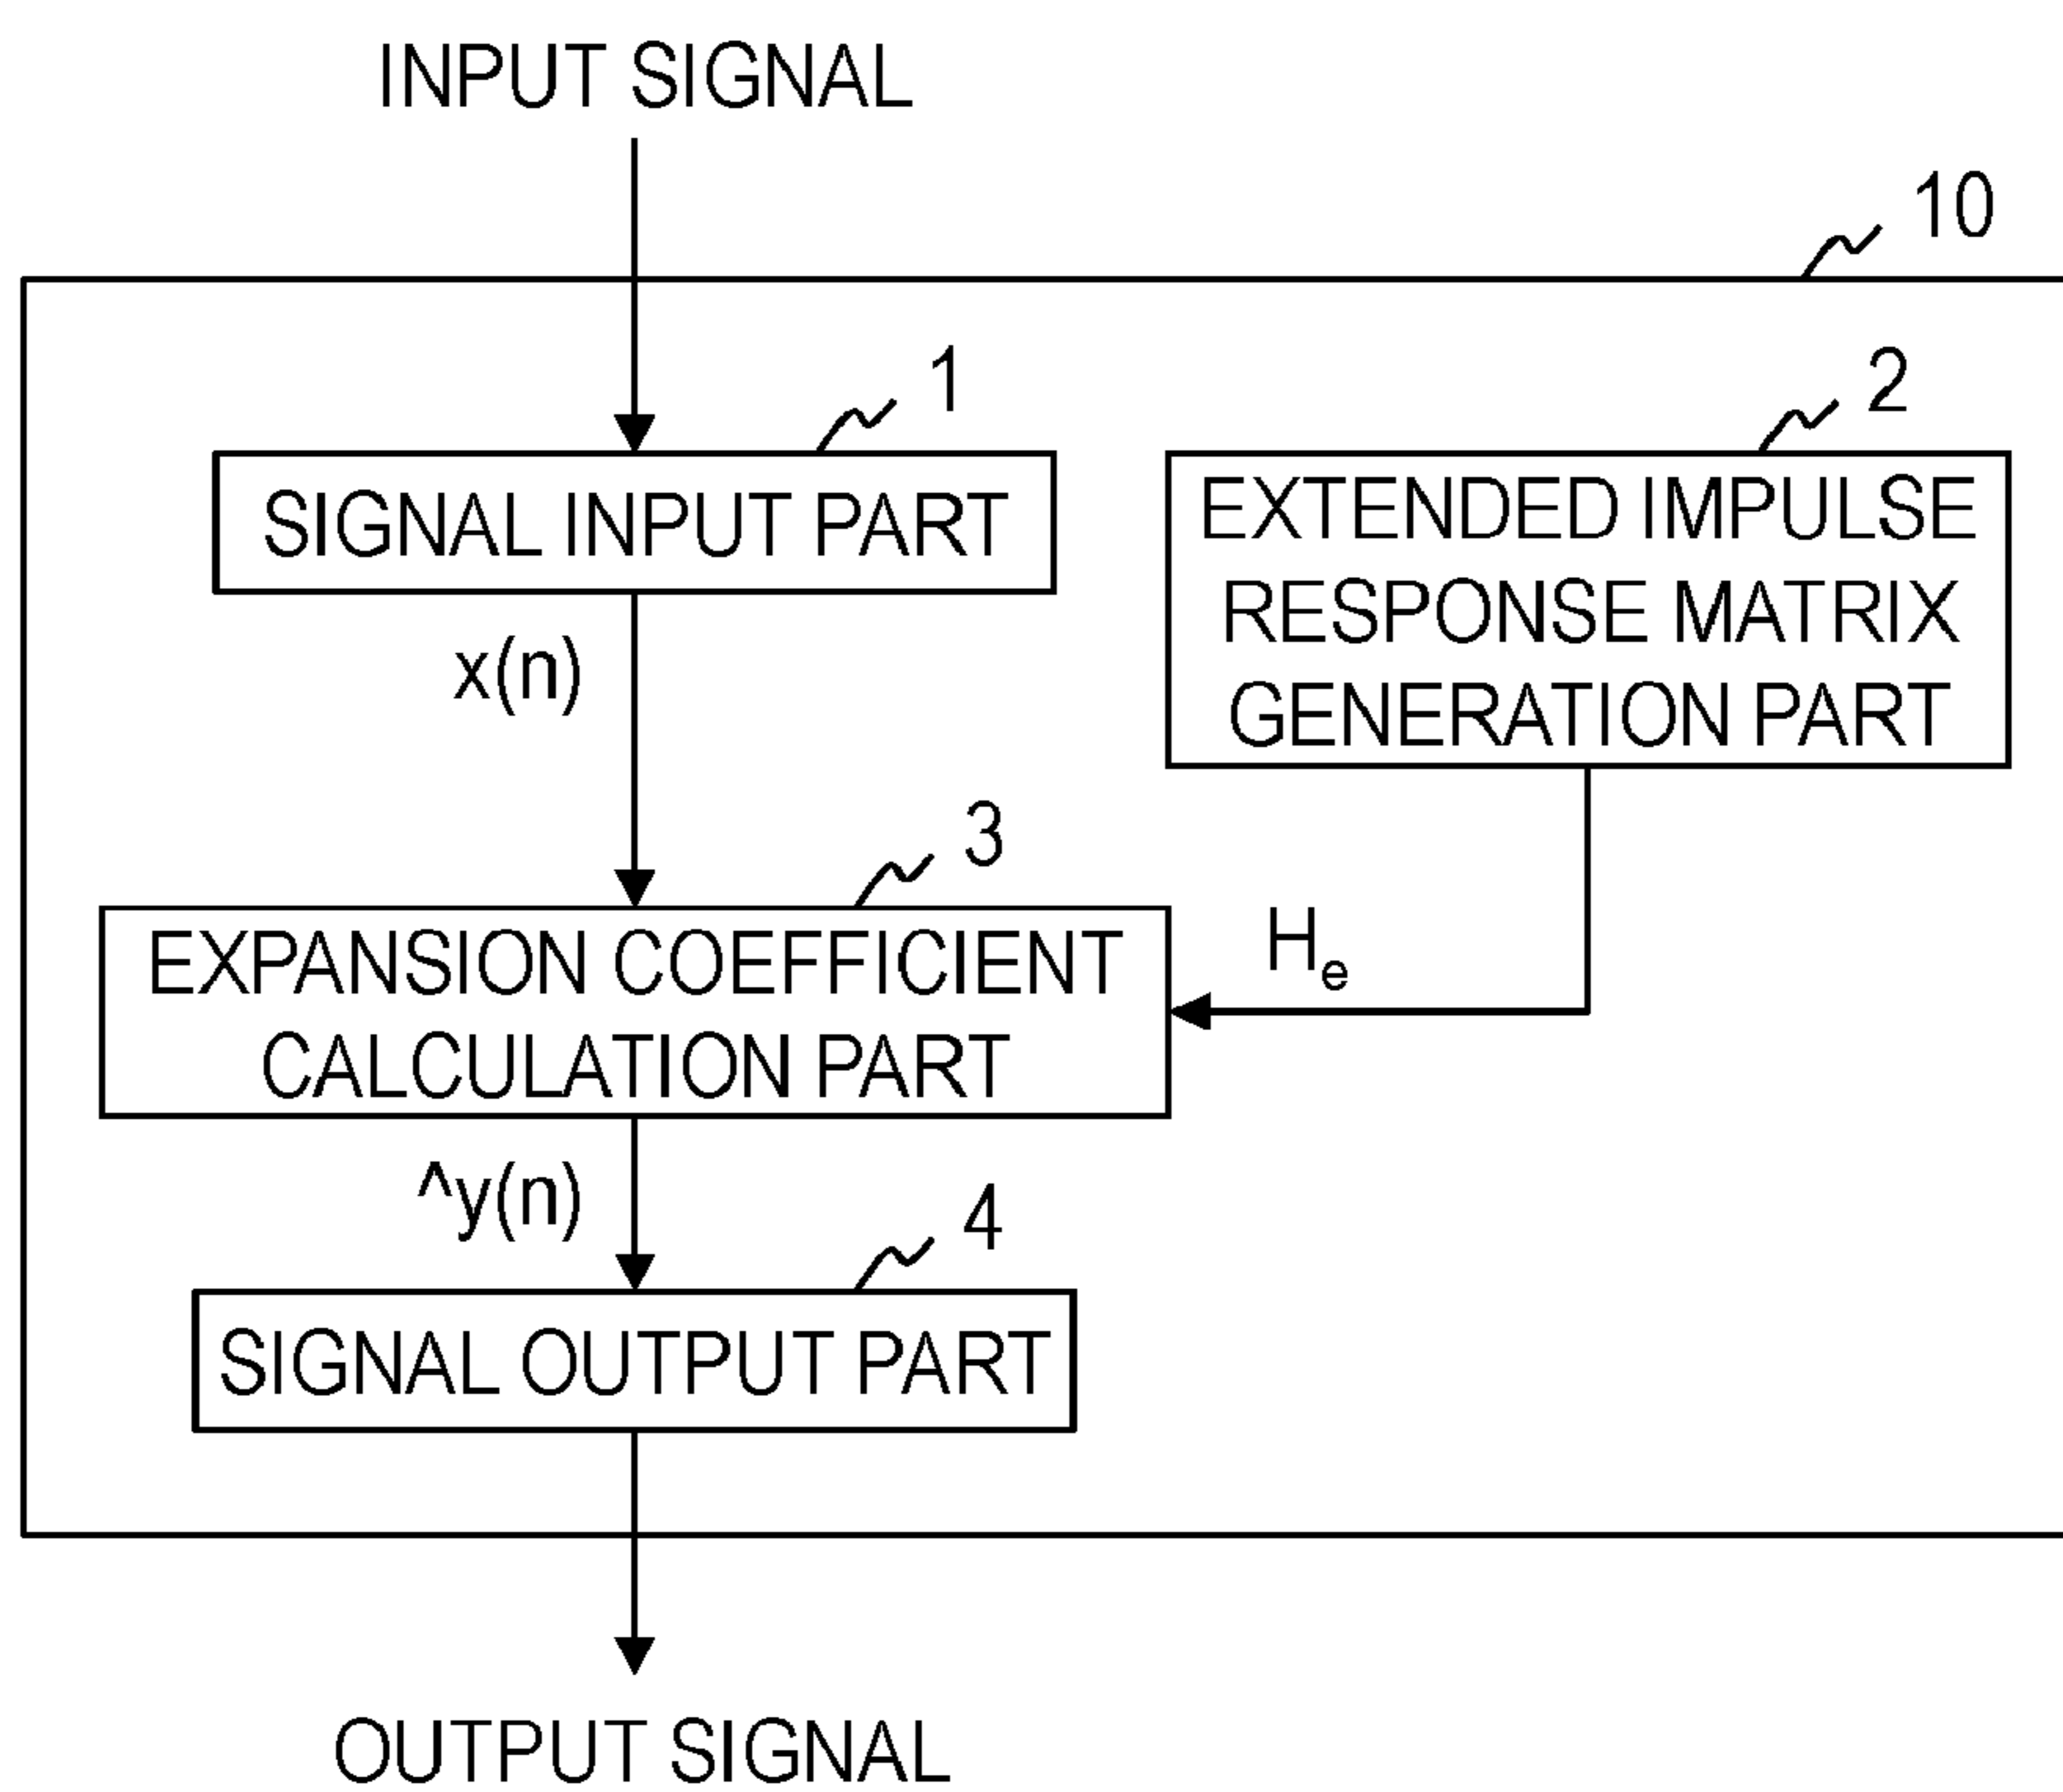 INPUT SIGNAL
10
1
2
SIGNAL INPUT PART
EXTENDED IMPULSE
RESPONSE MATRIX
GENERATION PART
x(n)
3
EXPANSION COEFFICIENT
CALCULATION PART
He
^y(n)
4
SIGNAL OUTPUT PART
OUTPUT SIGNAL